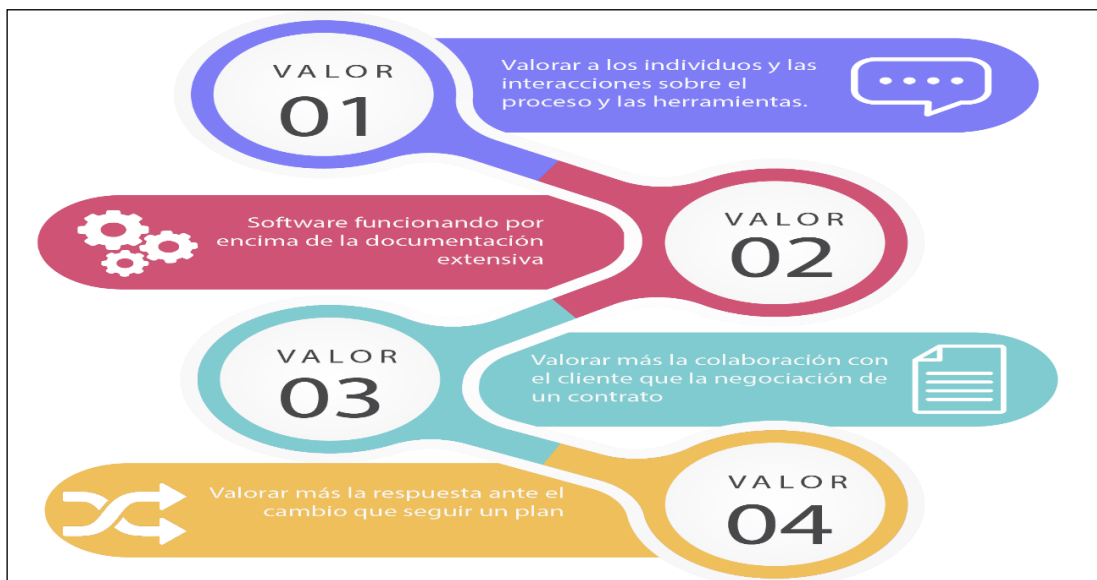 VALOR
01
Valorar a los individuos y las
interacciones sobre el
proceso y las herramientas.
Software funcionando por
encima de la documentación
extensiva
VALOR
02
VALOR
03
Valorar más la colaboración con
el cliente que la negociación de
un contrato
Valorar más la respuesta ante el
cambio que seguir un plan
VALOR
04